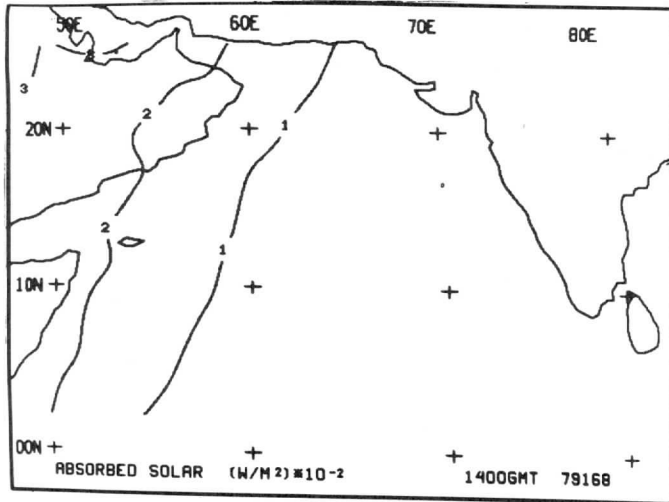 50E 60E 70E 80E
3
2
20N
1
2
1
10N
00N
ABSORBED SOLAR (W/M²)*10⁻² 1400GMT 79168